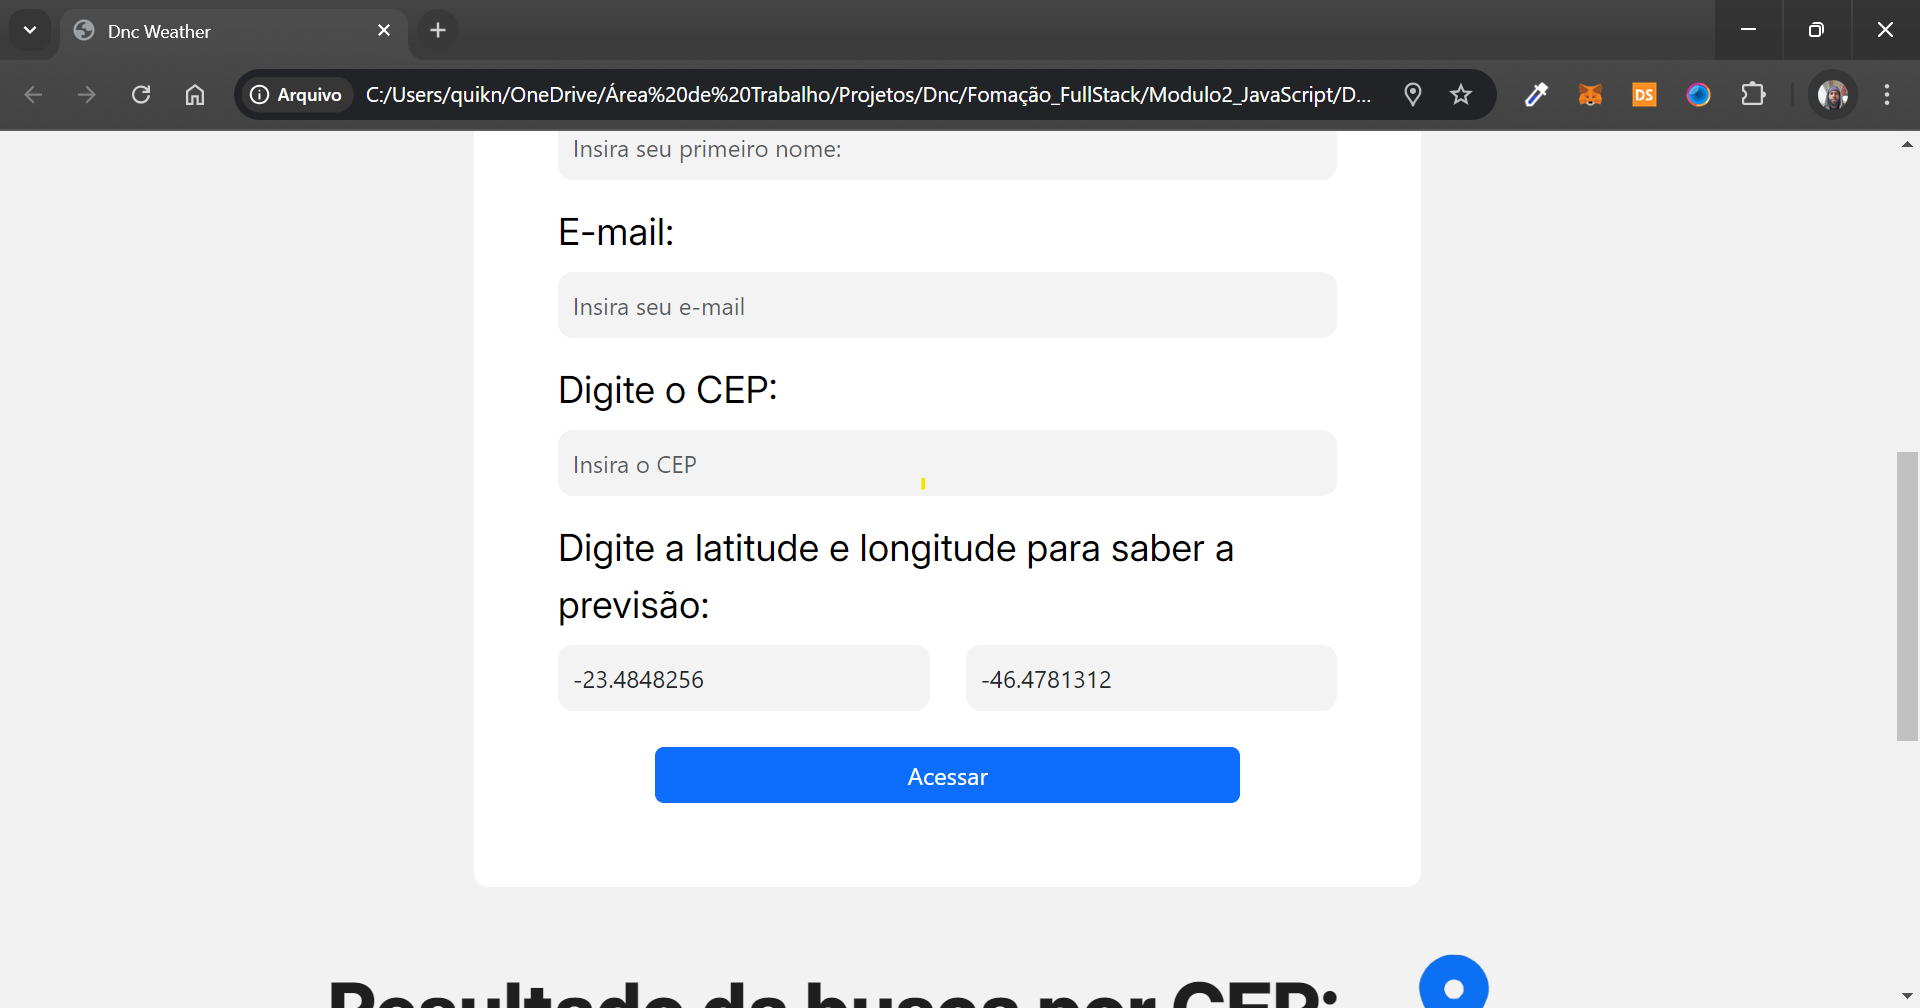 Dnc Weather
Arquivo
C:/Users/quikn/OneDrive/Área%20de%20Trabalho/Projetos/Dnc/Fomação_FullStack/Modulo2_JavaScript/D...
DS
Insira seu primeiro nome:
E-mail:
Insira seu e-mail
Digite o CEP:
Insira o CEP
Digite a latitude e longitude para saber a
previsão:
-23.4848256
-46.4781312
Acessar
Resultado da busca por CEP: